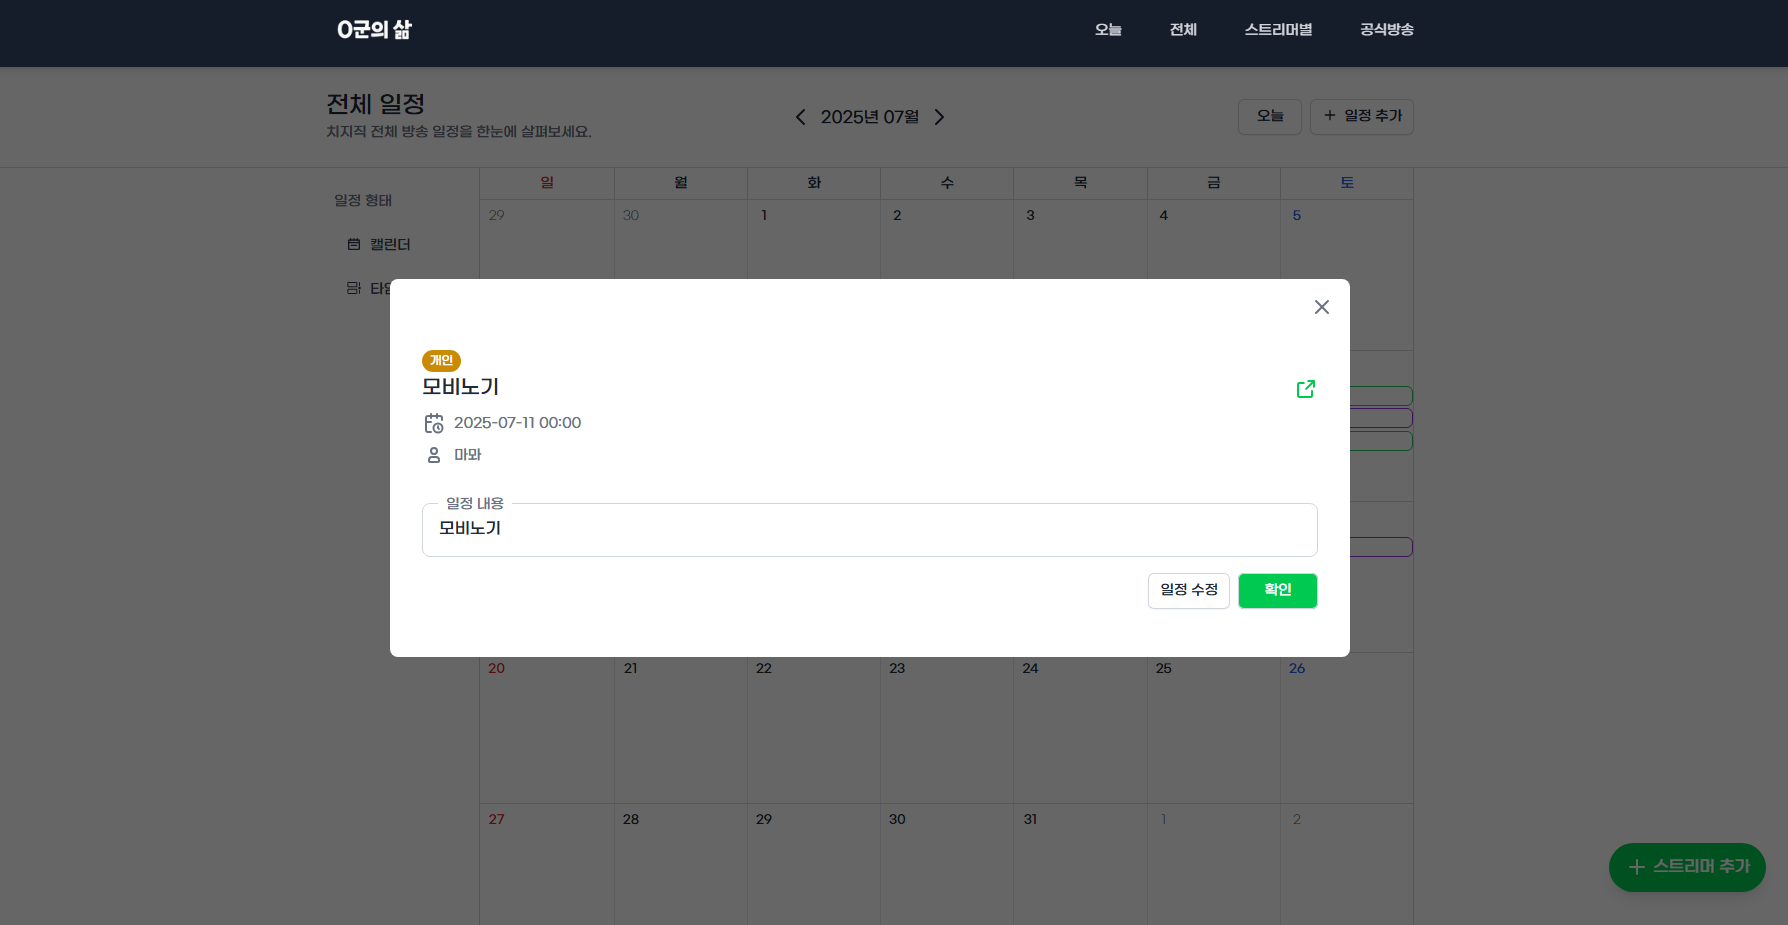 O군의 삶
오늘
전체
스트리머별
공식방송
전체 일정
치지직 전체 방송 일정을 한눈에 살펴보세요.
2025년 07월
오늘
+ 일정 추가
일정 형태
캘린더
일 월 화 수 목 금 토
29 30 1 2 3 4 5
개인
모비노기
2025-07-11 00:00
마뫄
일정 내용
모비노기
일정 수정
확인
20 21 22 23 24 25 26
27 28 29 30 31 1 2
+ 스트리머 추가